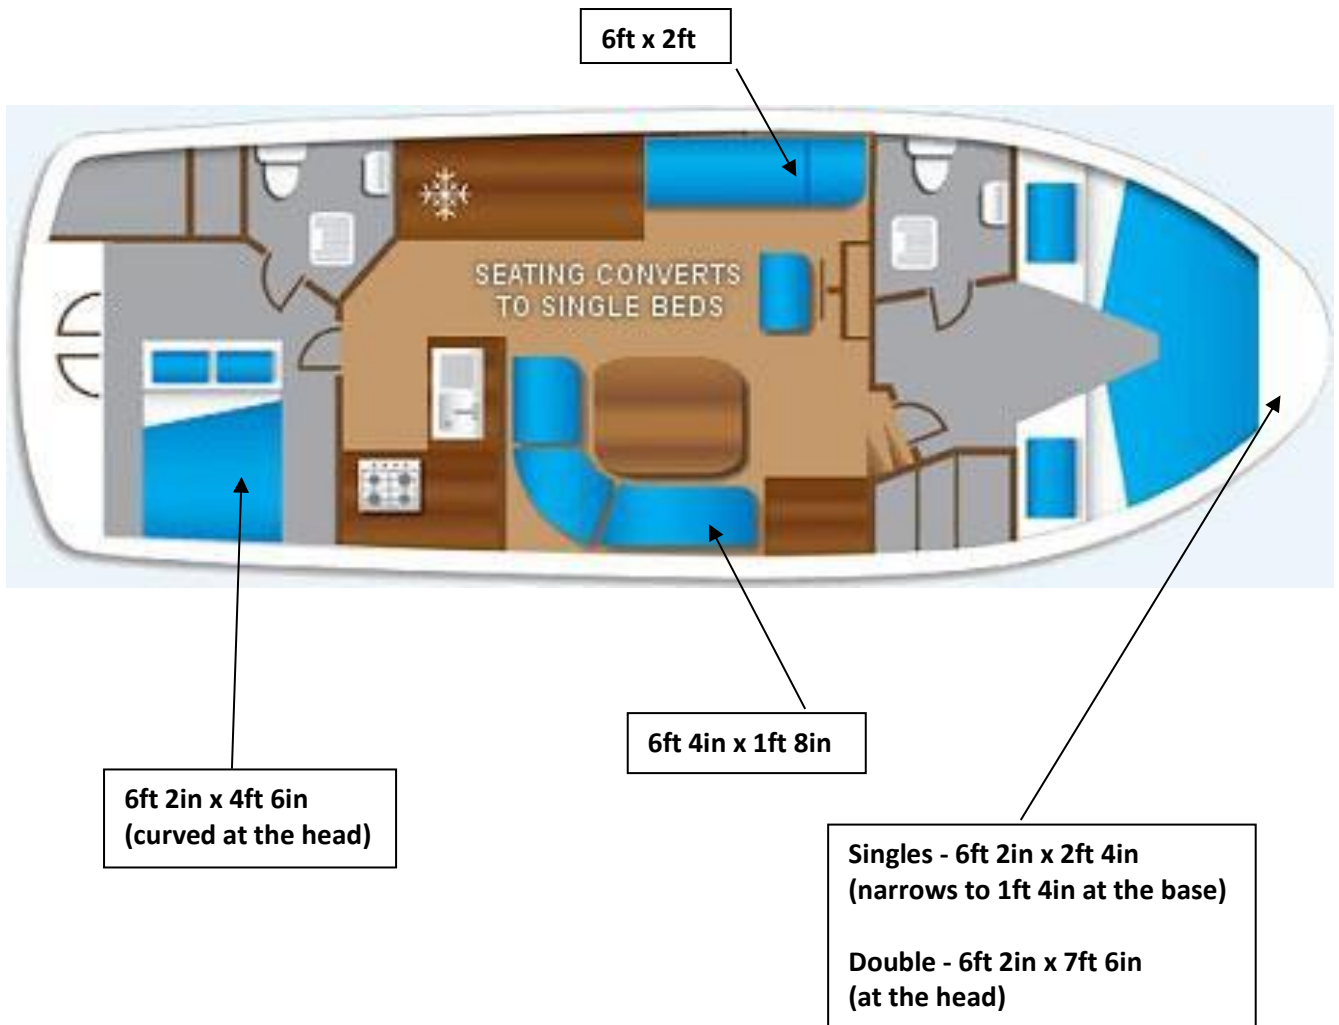 6ft x 2ft
SEATING CONVERTS
TO SINGLE BEDS
6ft 4in x 1ft 8in
6ft 2in x 4ft 6in
(curved at the head)
Singles - 6ft 2in x 2ft 4in
(narrows to 1ft 4in at the base)
Double - 6ft 2in x 7ft 6in
(at the head)